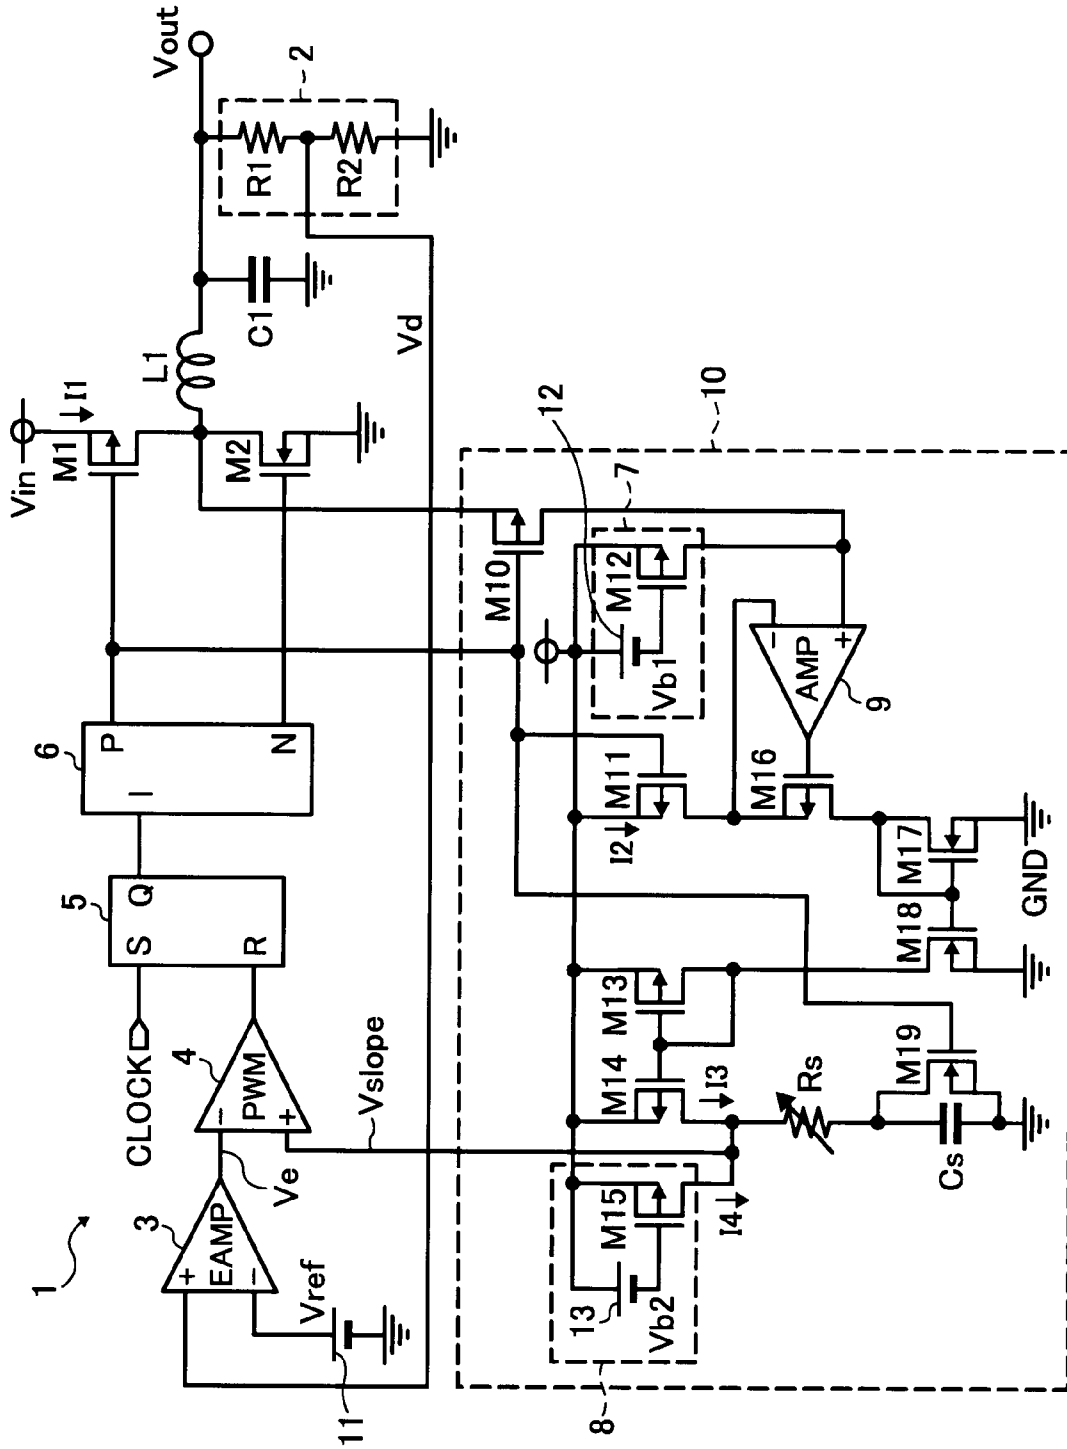 1
Vin
M1
I1
L1
Vout
2
R1
R2
C1
Vd
M2
6
I
P
N
5
S
Q
R
CLOCK
4
PWM
−
+
Vslope
Ve
3
EAMP
+
−
Vref
11
10
12
7
M10
M12
Vb1
AMP
−
+
9
M11
I2
M16
M17
GND
M18
M13
M14
I3
M19
Rs
Cs
M15
I4
13
Vb2
8